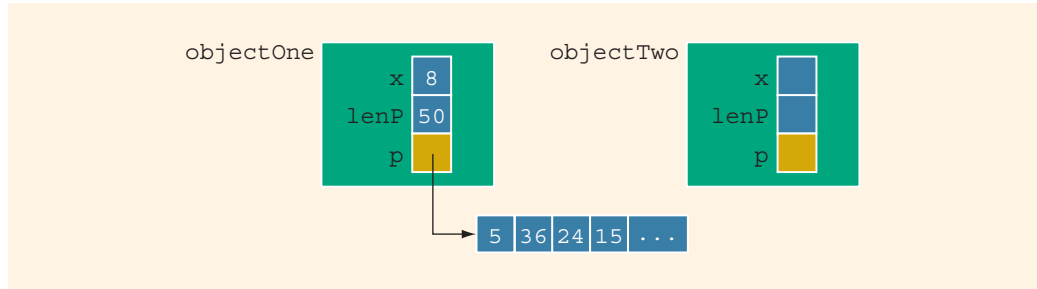 objectOne
x 8
lenP 50
p
5 36 24 15 ...
objectTwo
x
lenP
p